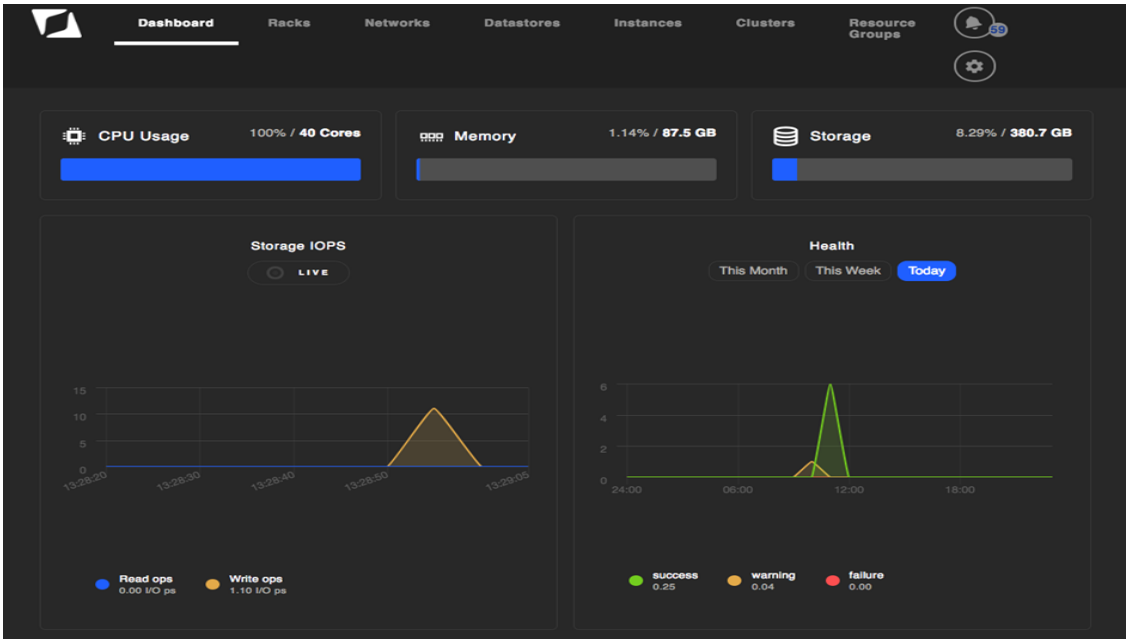 Dashboard
Racks
Networks
Datastores
Instances
Clusters
Resource
Groups
59
CPU Usage
100% / 40 Cores
Memory
1.14% / 87.5 GB
Storage
8.29% / 380.7 GB
Storage IOPS
LIVE
15
10
5
0
13:28:20
13:28:30
13:28:40
13:28:50
13:29:05
Read ops
0.00 I/O ps
Write ops
1.10 I/O ps
Health
This Month
This Week
Today
6
4
2
0
24:00
06:00
12:00
18:00
success
0.25
warning
0.04
failure
0.00